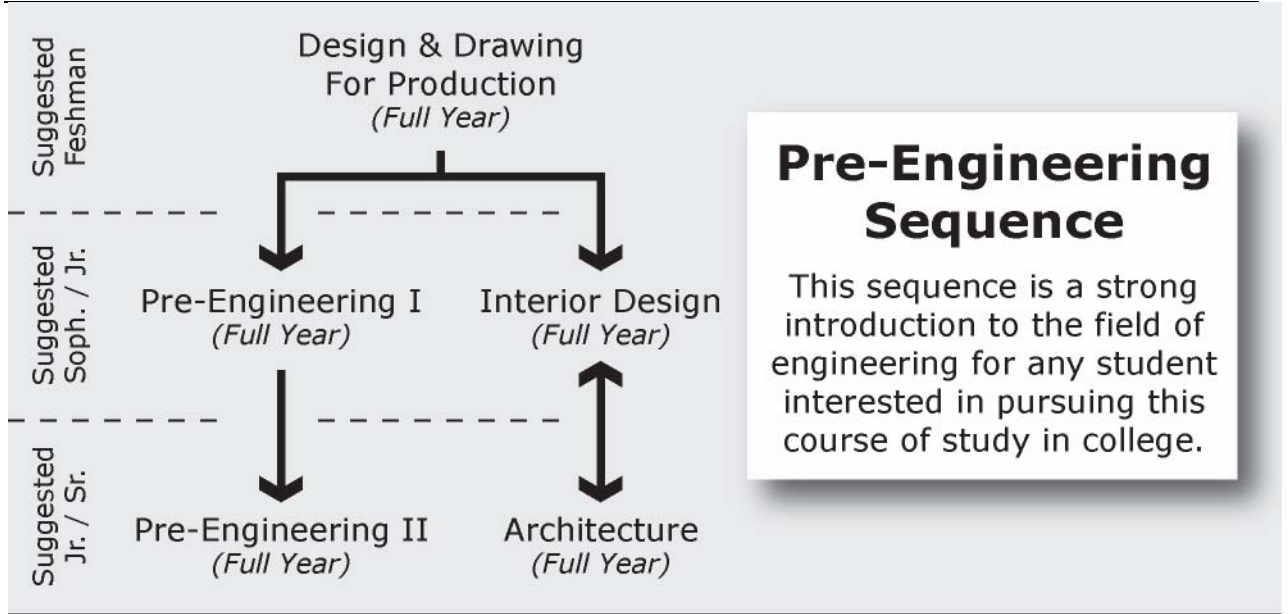 Suggested
Feshman
Design & Drawing
For Production
(Full Year)
Suggested
Soph. / Jr.
Pre-Engineering I
(Full Year)
Interior Design
(Full Year)
Suggested
Jr. / Sr.
Pre-Engineering II
(Full Year)
Architecture
(Full Year)
Pre-Engineering
Sequence
This sequence is a strong
introduction to the field of
engineering for any student
interested in pursuing this
course of study in college.